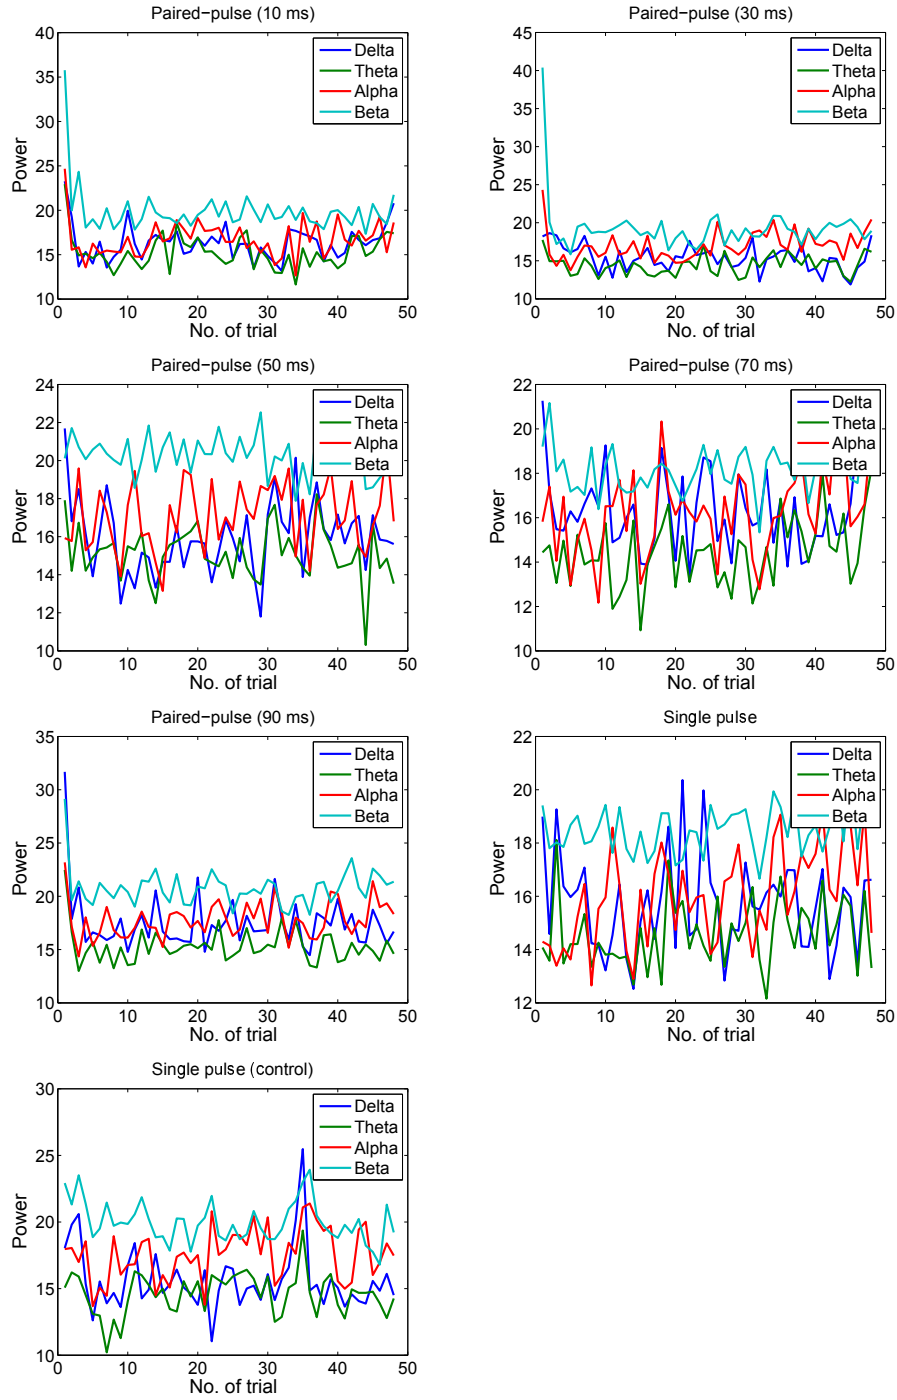 Paired−pulse (10 ms)
40
35
30
25
20
15
10
Power
0 10 20 30 40 50
No. of trial
Delta
Theta
Alpha
Beta
Paired−pulse (30 ms)
45
40
35
30
25
20
15
10
Power
0 10 20 30 40 50
No. of trial
Delta
Theta
Alpha
Beta
Paired−pulse (50 ms)
24
22
20
18
16
14
12
10
Power
0 10 20 30 40 50
No. of trial
Delta
Theta
Alpha
Beta
Paired−pulse (70 ms)
22
20
18
16
14
12
10
Power
0 10 20 30 40 50
No. of trial
Delta
Theta
Alpha
Beta
Paired−pulse (90 ms)
35
30
25
20
15
10
Power
0 10 20 30 40 50
No. of trial
Delta
Theta
Alpha
Beta
Single pulse
22
20
18
16
14
12
Power
0 10 20 30 40 50
No. of trial
Delta
Theta
Alpha
Beta
Single pulse (control)
30
25
20
15
10
Power
0 10 20 30 40 50
No. of trial
Delta
Theta
Alpha
Beta